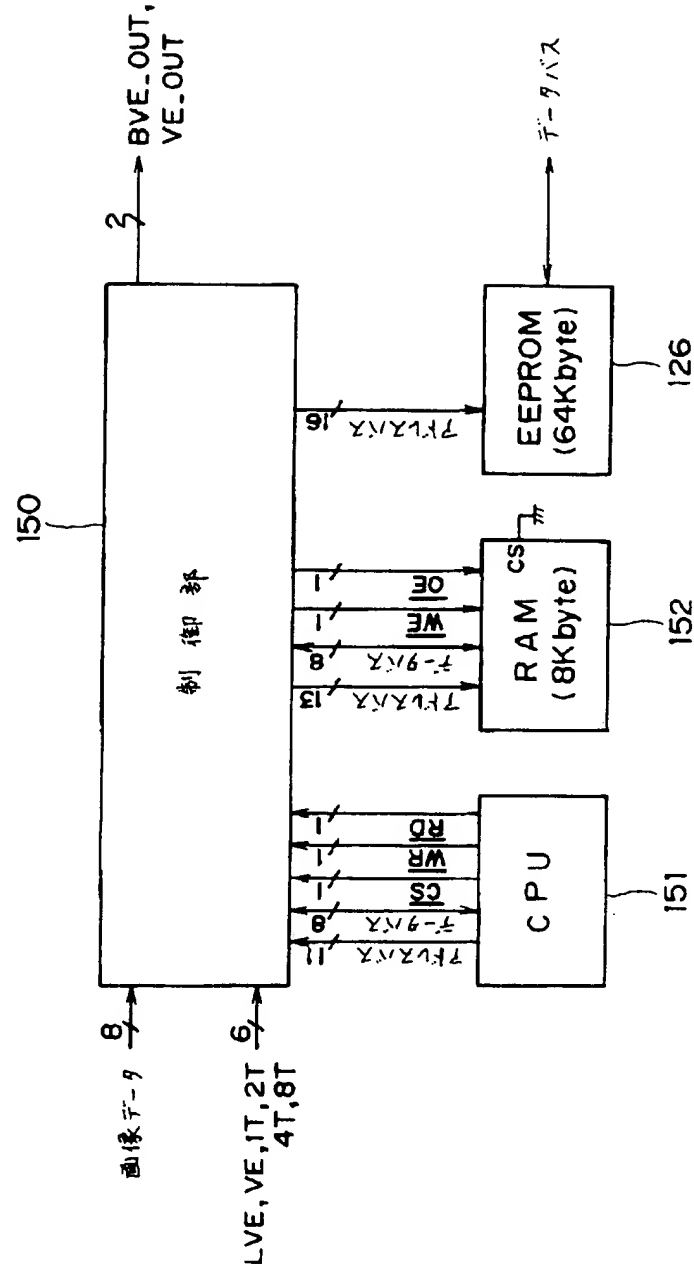 150
制御部
画像データ
8
LVE, VE, 1T, 2T
4T, 8T
6
2
BVE_OUT,
VE_OUT
11
アドレスバス
8
データバス
1
CS
1
WR
1
RD
13
アドレスバス
8
データバス
1
WE
1
OE
16
アドレスバス
CPU
151
RAM
(8Kbyte)
CS
152
EEPROM
(64Kbyte)
126
データバス